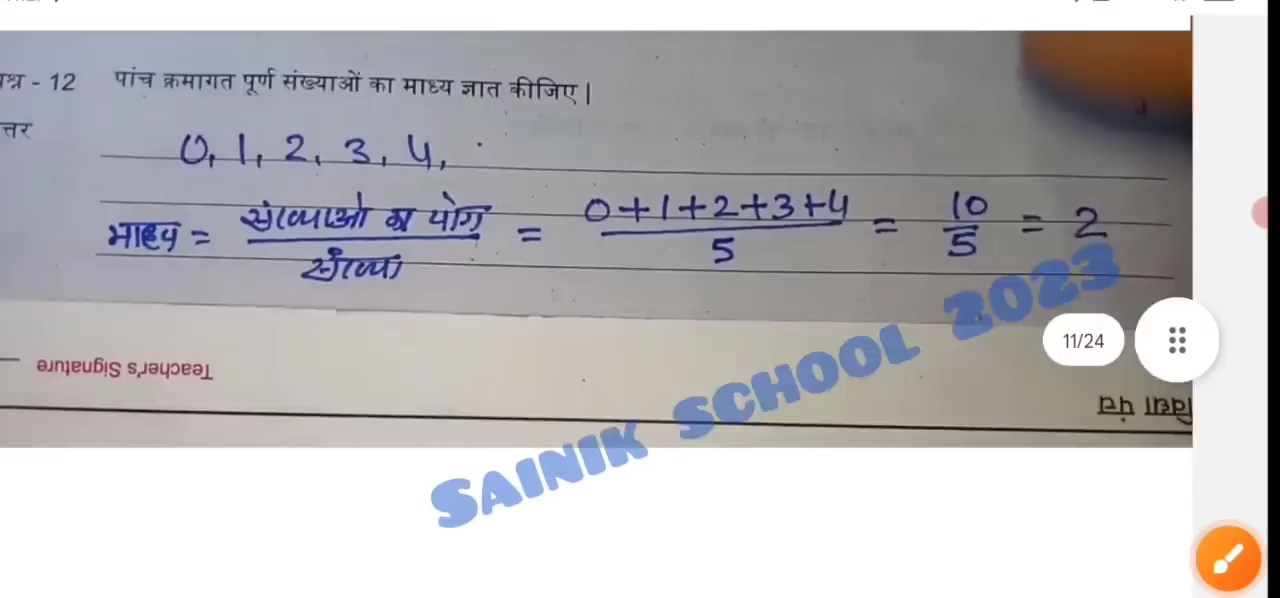 प्रश्न - 12 पांच क्रमागत पूर्ण संख्याओं का माध्य ज्ञात कीजिए।
त्तर
0, 1, 2, 3, 4,
माध्य = संख्याओ का योग / संख्या = 0+1+2+3+4 / 5 = 10 / 5 = 2
SAINIK SCHOOL 2023
11/24
Teacher's Signature
विद्या पंच